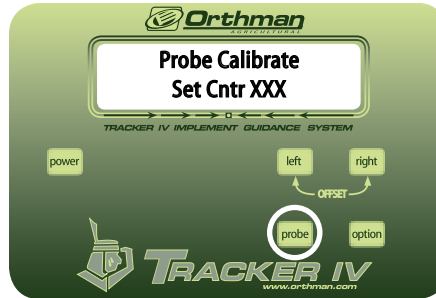 Orthman
AGRICULTURAL
Probe Calibrate
Set Cntr XXX
TRACKER IV IMPLEMENT GUIDANCE SYSTEM
power
left
right
OFFSET
probe
option
TRACKER IV
www.orthman.com